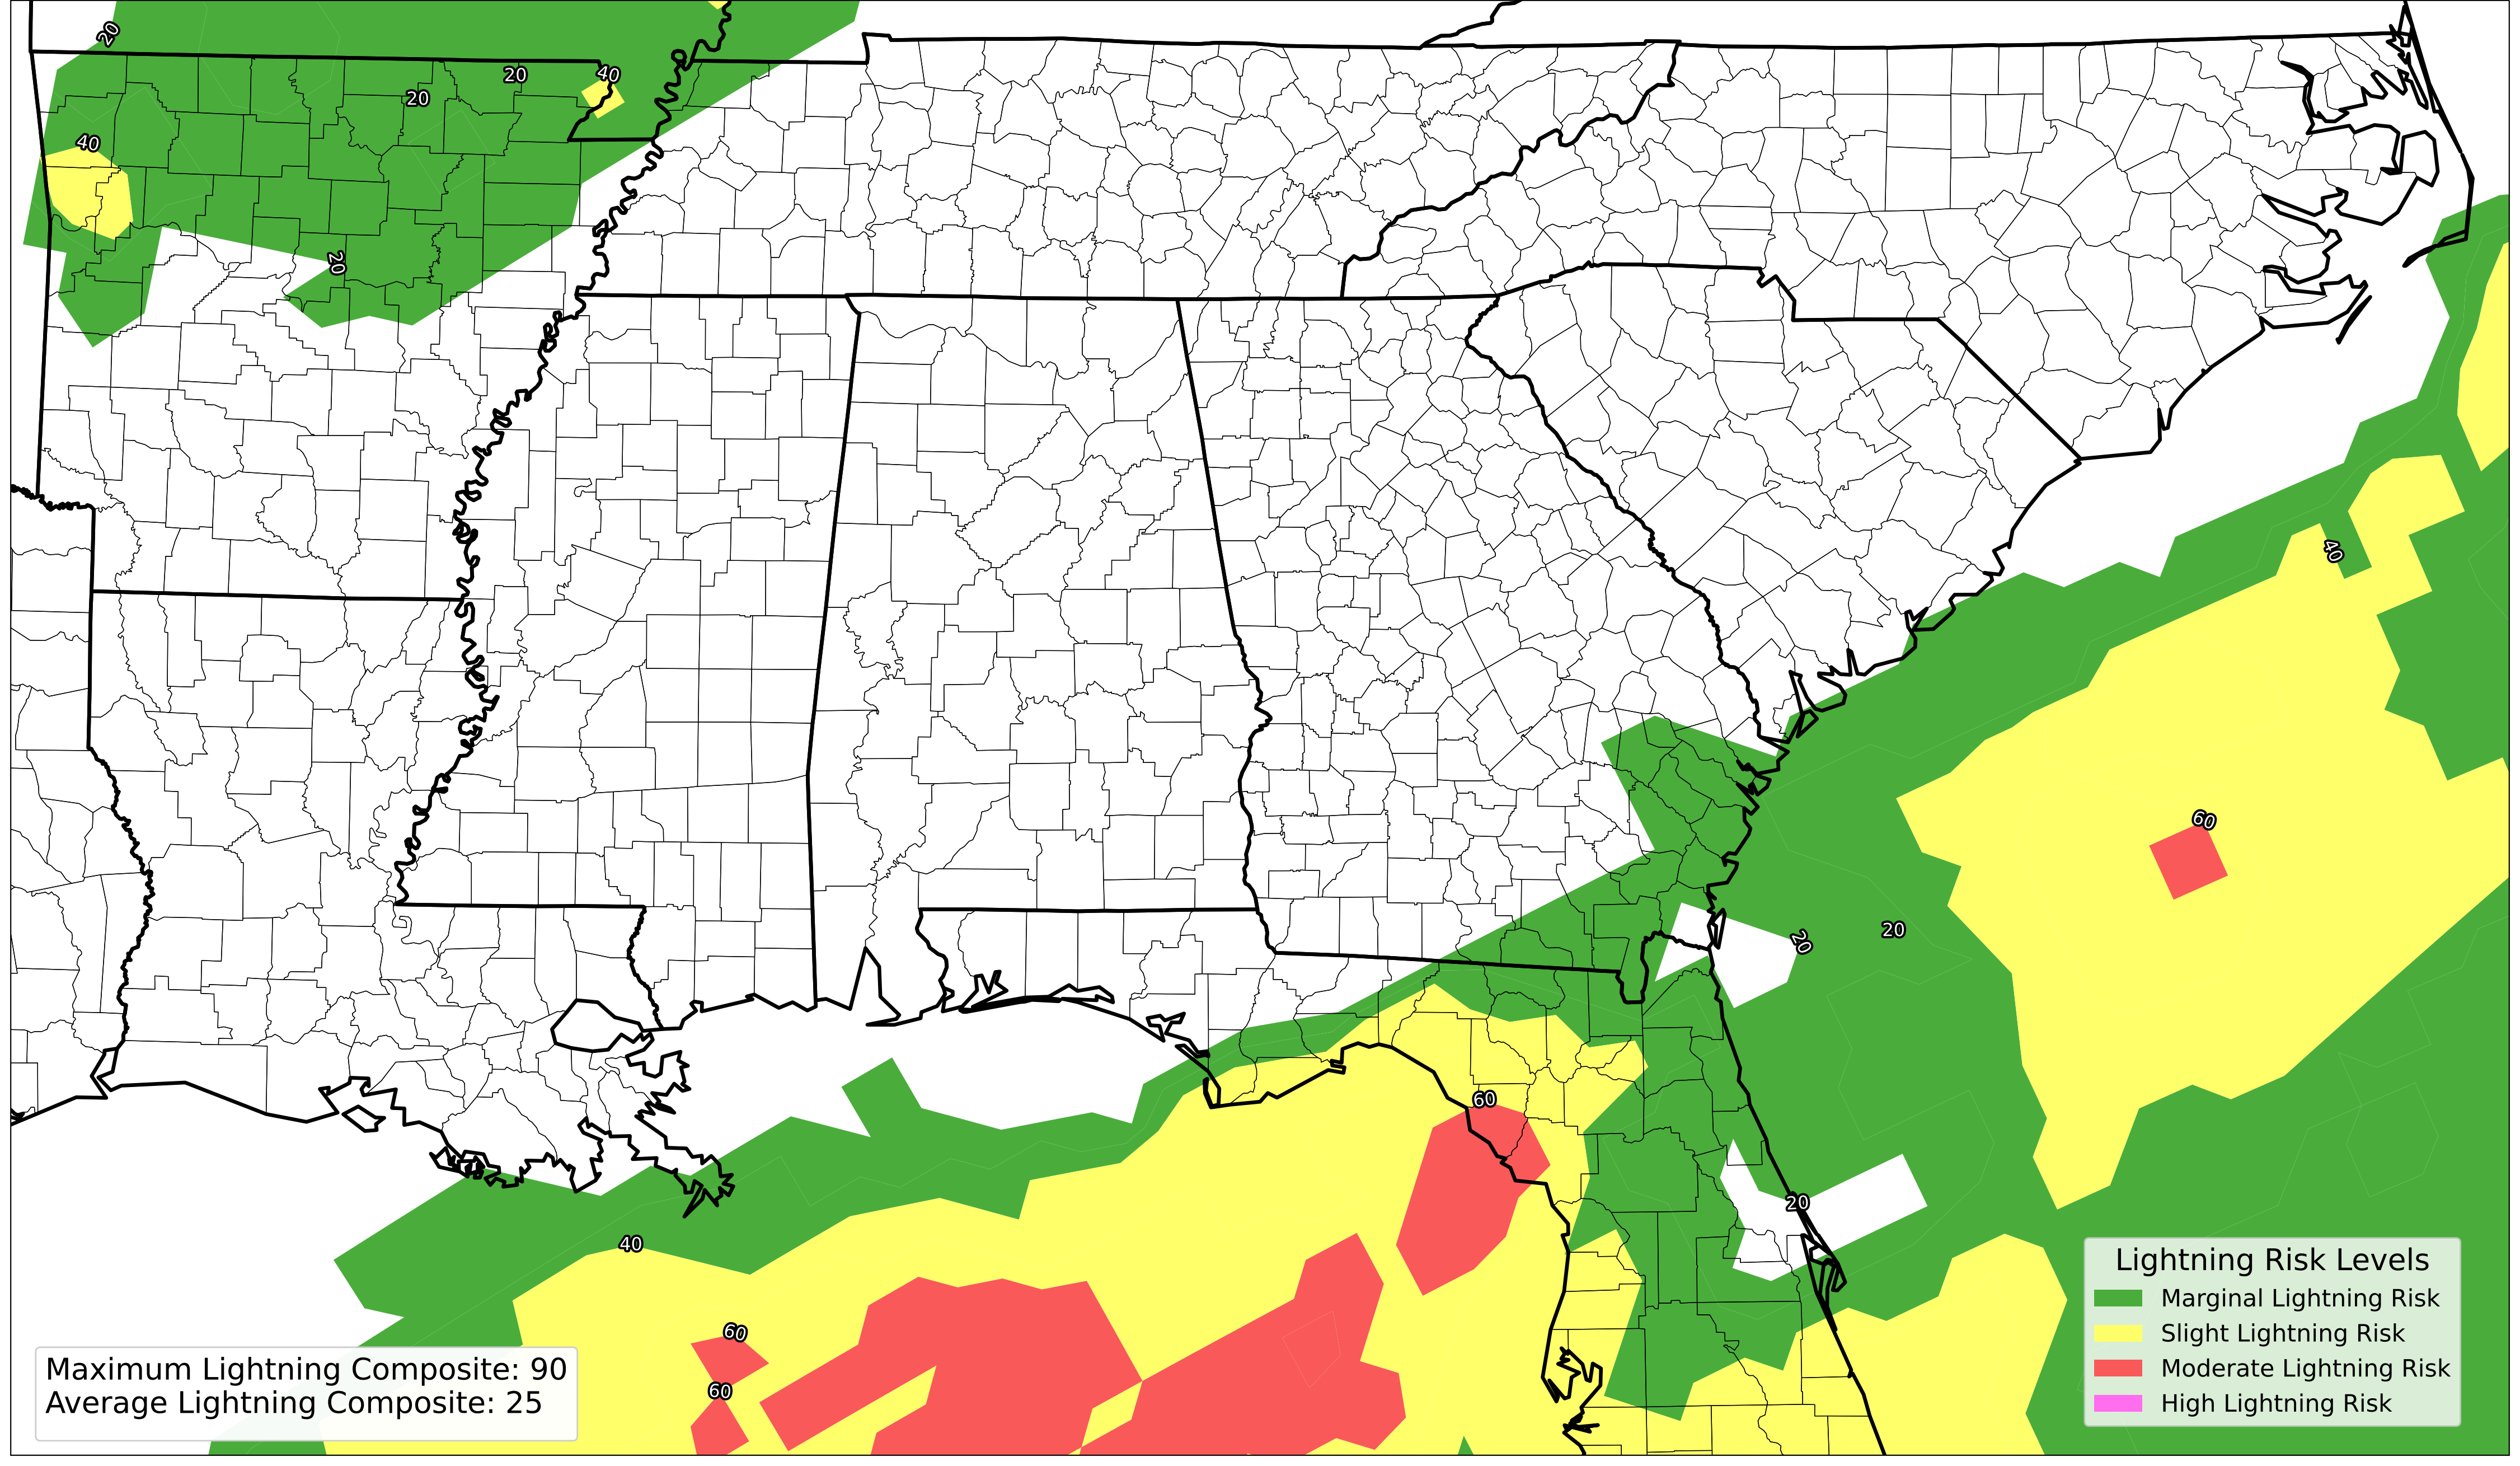 20
20
40
20
40
20
40
60
20
20
60
20
40
60
60
Lightning Risk Levels
Marginal Lightning Risk
Slight Lightning Risk
Moderate Lightning Risk
High Lightning Risk
Maximum Lightning Composite: 90
Average Lightning Composite: 25